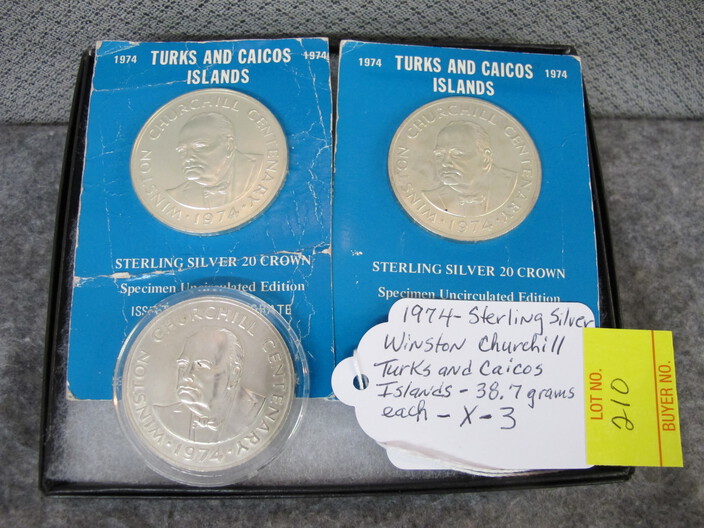 1974 TURKS AND CAICOS 1974
ISLANDS
WINSTON CHURCHILL CENTENARY
• 1974 •
STERLING SILVER 20 CROWN
Specimen Uncirculated Edition
1974 TURKS AND CAICOS 1974
ISLANDS
WINSTON CHURCHILL CENTENARY
• 1974 •
STERLING SILVER 20 CROWN
Specimen Uncirculated Edition
WINSTON CHURCHILL CENTENARY
• 1974 •
1974 - Sterling Silver
Winston Churchill
Turks and Caicos
Islands - 38.7 grams
each - X - 3
LOT NO.
210
BUYER NO.